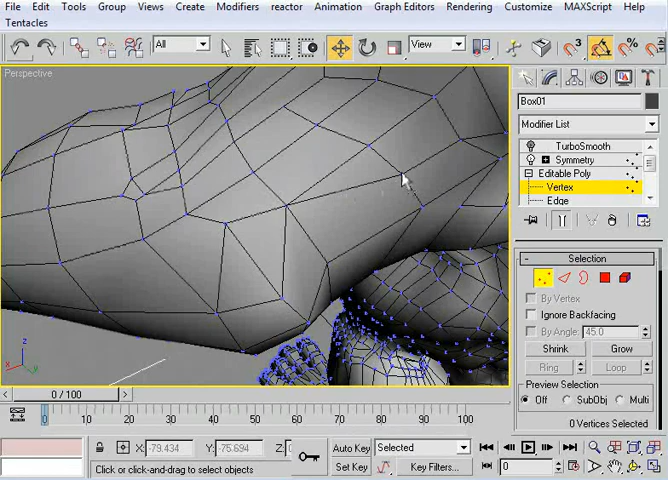 File Edit Tools Group Views Create Modifiers reactor Animation Graph Editors Rendering Customize MAXScript Help
Tentacles
All View
Perspective
Box01
Modifier List
TurboSmooth
Symmetry
Editable Poly
Vertex
Edge
Selection
By Vertex
Ignore Backfacing
By Angle: 45.0
Shrink Grow
Ring Loop
Preview Selection
Off SubObj Multi
0 Vertices Selected
z
x y
0 / 100
0 10 20 30 40 50 60 70 80 90 100
X: -79.434 Y: -75.694 Z:
Auto Key Selected
Click or click-and-drag to select objects
Set Key Key Filters... 0